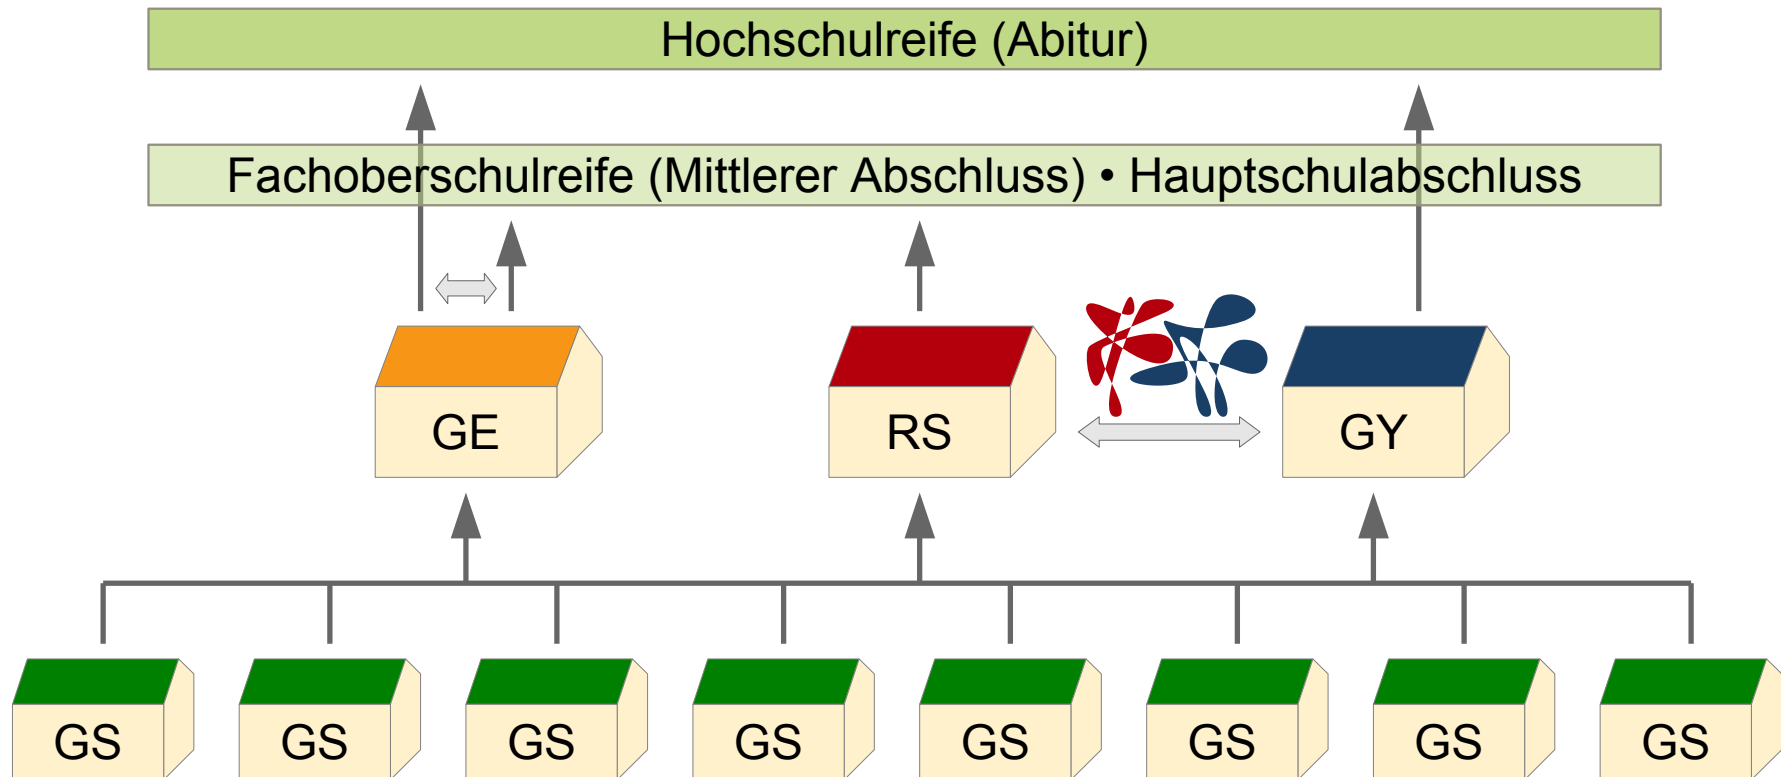 Hochschulreife (Abitur)
Fachoberschulreife (Mittlerer Abschluss) • Hauptschulabschluss
GE
RS
GY
GS
GS
GS
GS
GS
GS
GS
GS